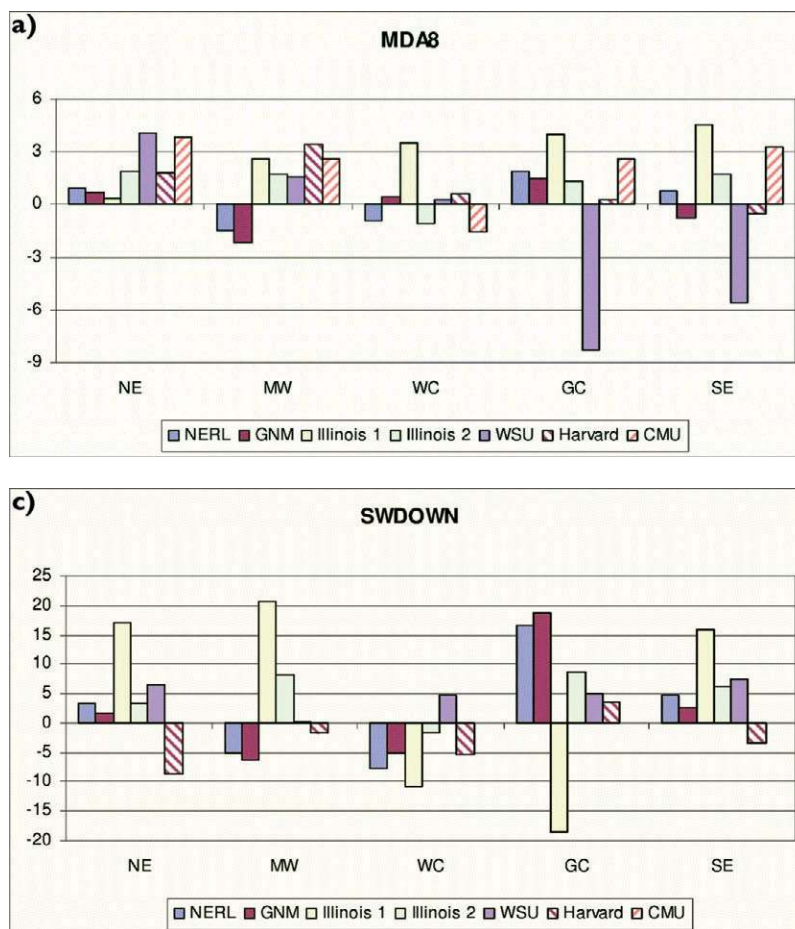 a)
MDA8
6
3
0
-3
-6
-9
NE MW WC GC SE
NERL GNM Illinois 1 Illinois 2 WSU Harvard CMU
c)
SWDOWN
25
20
15
10
5
0
-5
-10
-15
-20
NE MW WC GC SE
NERL GNM Illinois 1 Illinois 2 WSU Harvard CMU